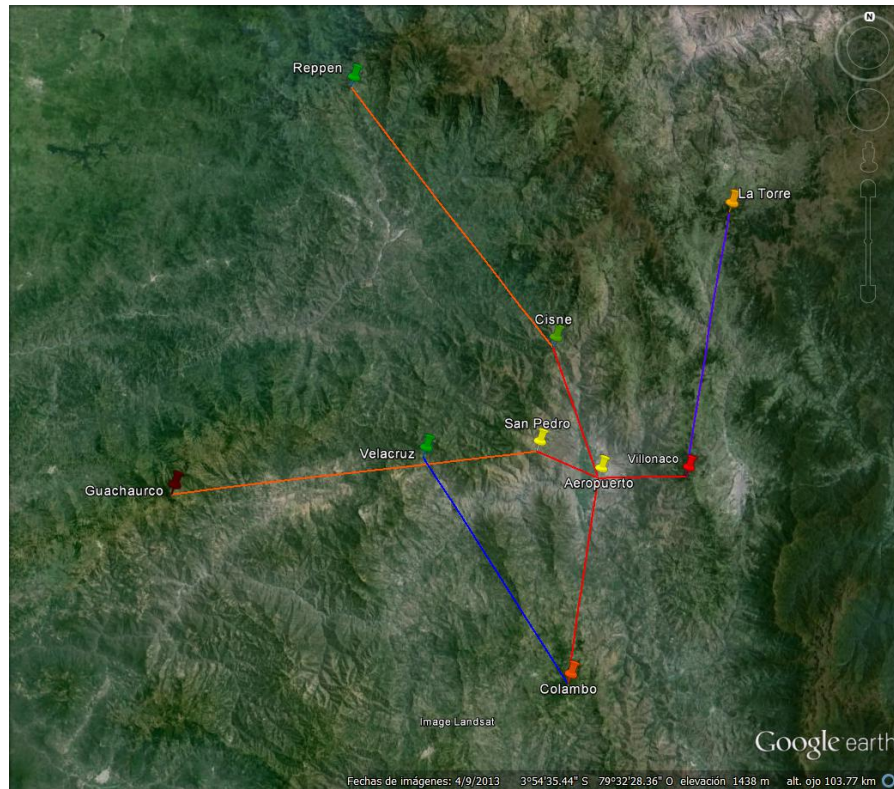 N
Reppen
La Torre
Cisne
San Pedro
Velacruz
Villonaco
Guachaurco
Aeropuerto
Colambo
Image Landsat
Google earth
Fechas de imágenes: 4/9/2013 3°54'35.44" S 79°32'28.36" O elevación 1438 m alt. ojo 103.77 km